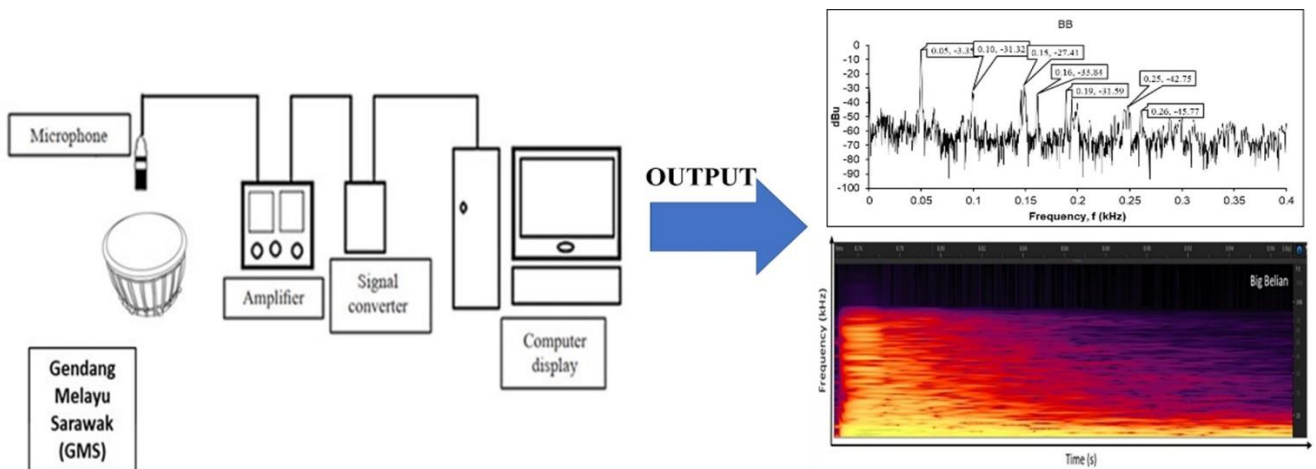 Microphone
Gendang
Melayu
Sarawak
(GMS)
Amplifier
Signal
converter
Computer
display
OUTPUT
BB
0.05, -3.35
0.10, -31.32
0.15, -27.41
0.16, -33.84
0.19, -31.59
0.25, -42.75
0.26, -45.77
dBu
0
-10
-20
-30
-40
-50
-60
-70
-80
-90
-100
0 0.05 0.1 0.15 0.2 0.25 0.3 0.35 0.4
Frequency, f (kHz)
Big Belian
Frequency (kHz)
Time (s)